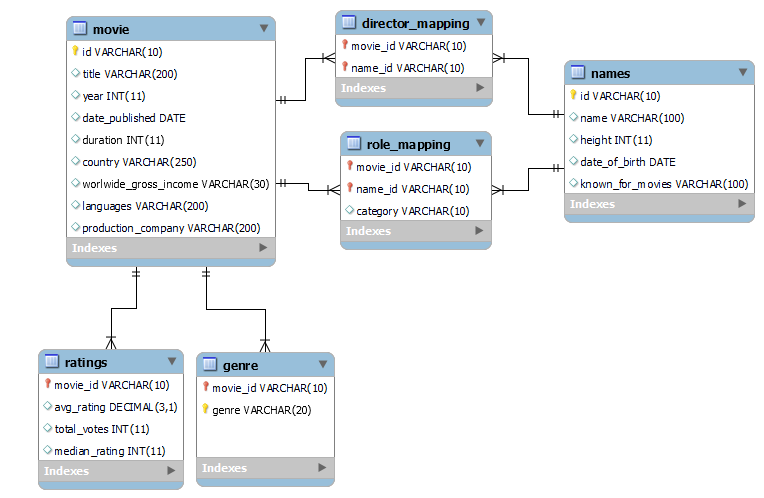 movie
id VARCHAR(10)
title VARCHAR(200)
year INT(11)
date_published DATE
duration INT(11)
country VARCHAR(250)
worlwide_gross_income VARCHAR(30)
languages VARCHAR(200)
production_company VARCHAR(200)
Indexes
director_mapping
movie_id VARCHAR(10)
name_id VARCHAR(10)
Indexes
role_mapping
movie_id VARCHAR(10)
name_id VARCHAR(10)
category VARCHAR(10)
Indexes
names
id VARCHAR(10)
name VARCHAR(100)
height INT(11)
date_of_birth DATE
known_for_movies VARCHAR(100)
Indexes
ratings
movie_id VARCHAR(10)
avg_rating DECIMAL(3,1)
total_votes INT(11)
median_rating INT(11)
Indexes
genre
movie_id VARCHAR(10)
genre VARCHAR(20)
Indexes